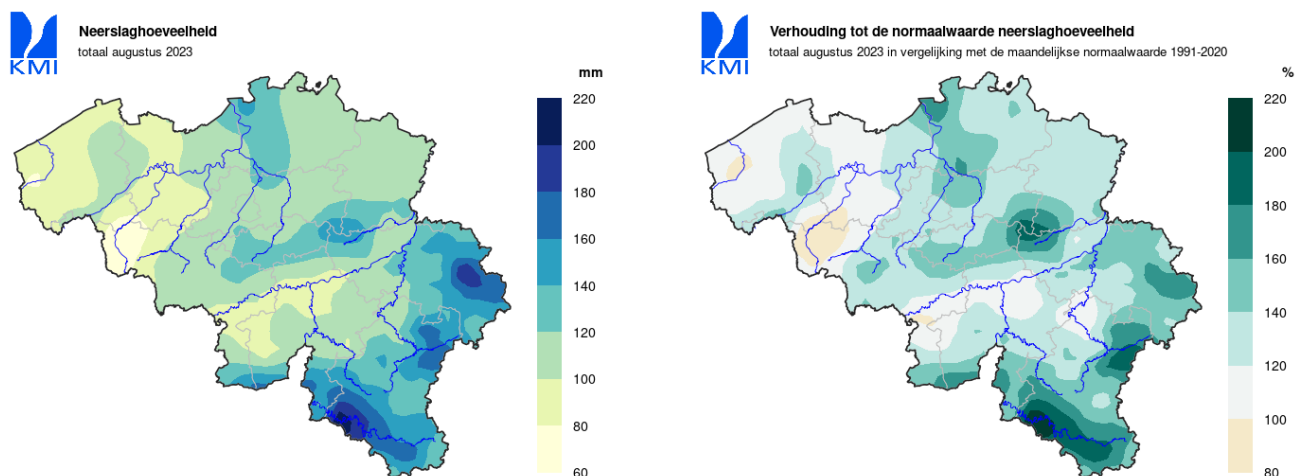 Neerslaghoeveelheid
totaal augustus 2023
KMI
mm
220
200
180
160
140
120
100
80
60
Verhouding tot de normaalwaarde neerslaghoeveelheid
totaal augustus 2023 in vergelijking met de maandelijkse normaalwaarde 1991-2020
KMI
%
220
200
180
160
140
120
100
80